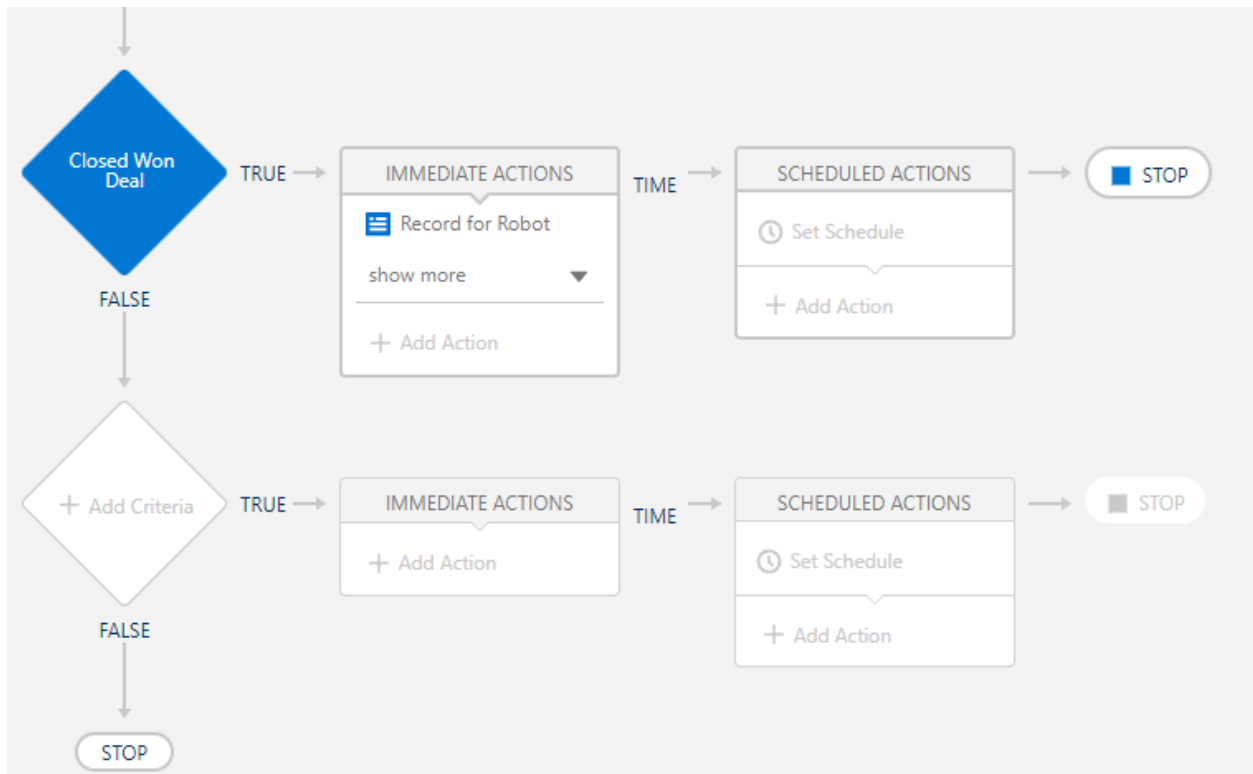 Closed Won
Deal
TRUE
IMMEDIATE ACTIONS
Record for Robot
show more
+ Add Action
TIME
SCHEDULED ACTIONS
Set Schedule
+ Add Action
STOP
FALSE
+ Add Criteria
TRUE
IMMEDIATE ACTIONS
+ Add Action
TIME
SCHEDULED ACTIONS
Set Schedule
+ Add Action
STOP
FALSE
STOP